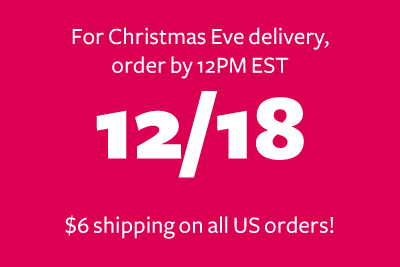 For Christmas Eve delivery,
order by 12PM EST
12/18
$6 shipping on all US orders!